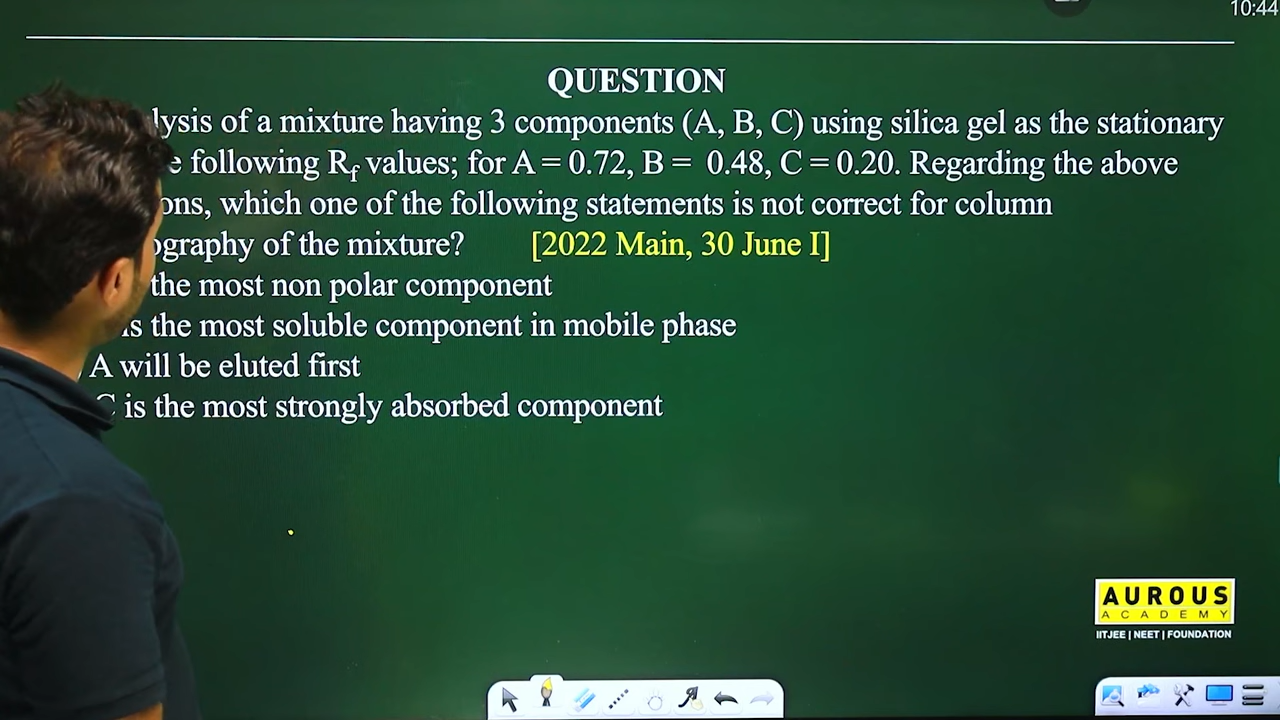 10:44
QUESTION
of a mixture having 3 components (A, B, C) using silica gel as the stationary
following Rf values; for A = 0.72, B = 0.48, C = 0.20. Regarding the above
which one of the following statements is not correct for column
of the mixture? [2022 Main, 30 June I]
the most non polar component
is the most soluble component in mobile phase
A will be eluted first
C is the most strongly absorbed component
AUROUS
ACADEMY
IITJEE | NEET | FOUNDATION